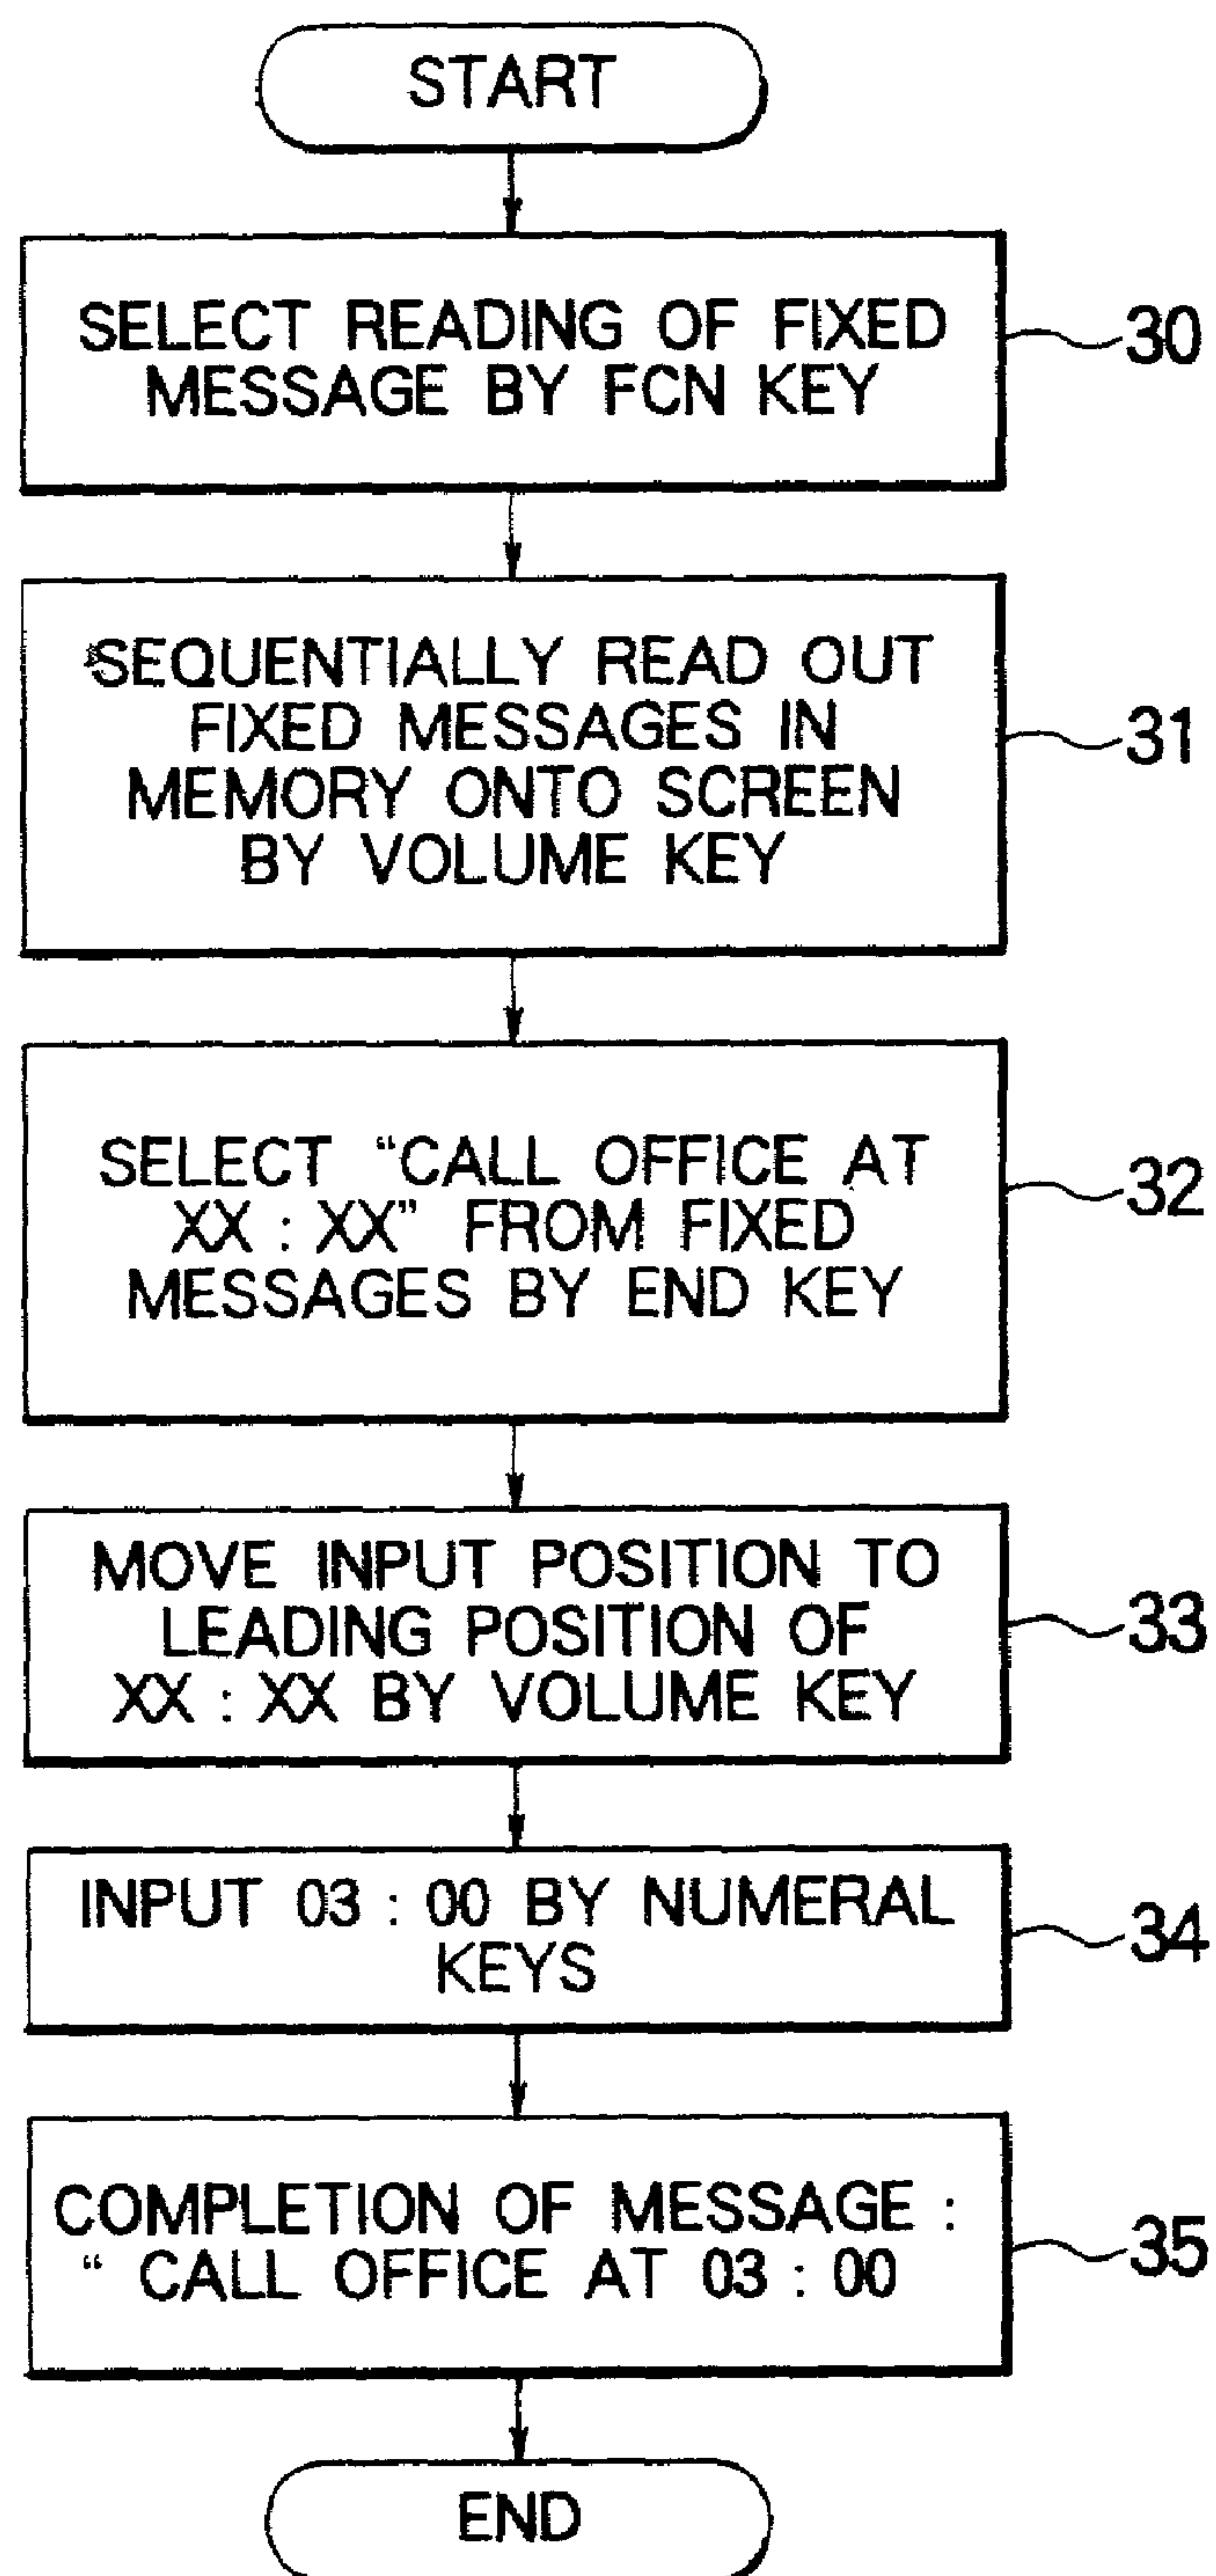 START
SELECT READING OF FIXED
MESSAGE BY FCN KEY
30
SEQUENTIALLY READ OUT
FIXED MESSAGES IN
MEMORY ONTO SCREEN
BY VOLUME KEY
31
SELECT “CALL OFFICE AT
XX : XX” FROM FIXED
MESSAGES BY END KEY
32
MOVE INPUT POSITION TO
LEADING POSITION OF
XX : XX BY VOLUME KEY
33
INPUT 03 : 00 BY NUMERAL
KEYS
34
COMPLETION OF MESSAGE :
“ CALL OFFICE AT 03 : 00
35
END